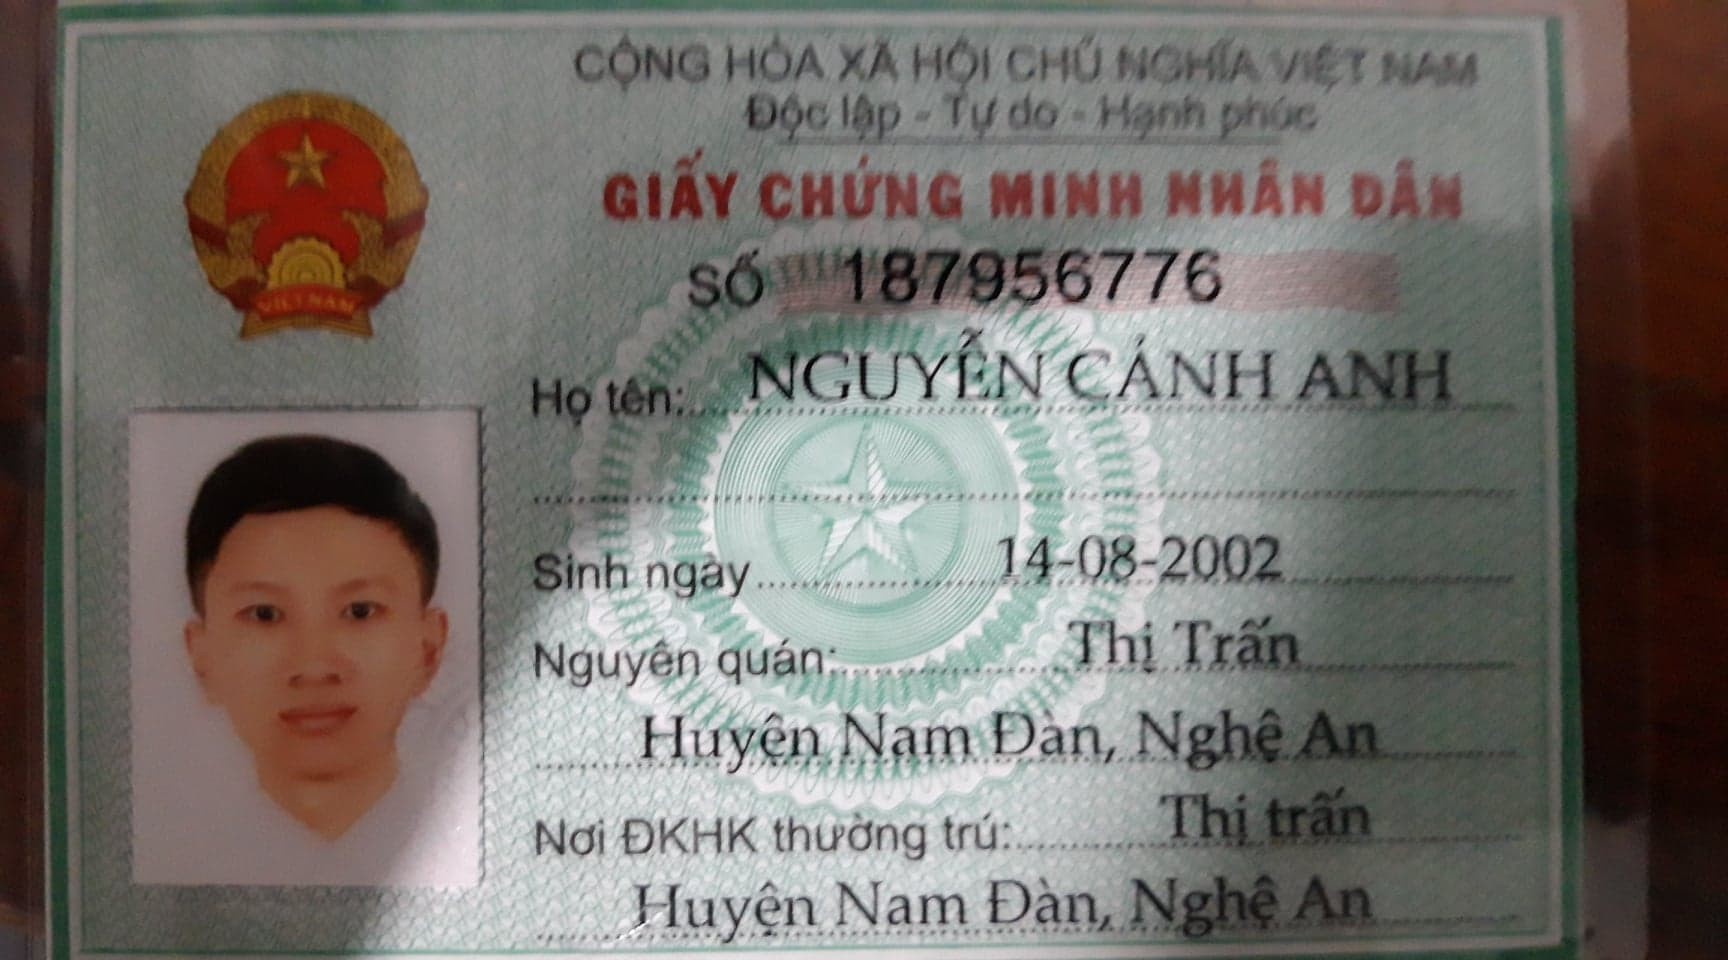 CỘNG HÒA XÃ HỘI CHỦ NGHĨA VIỆT NAM
Độc lập - Tự do - Hạnh phúc
GIẤY CHỨNG MINH NHÂN DÂN
SỐ 187956776
Họ tên: NGUYỄN CẢNH ANH
Sinh ngày 14-08-2002
Nguyên quán: Thị Trấn
Huyện Nam Đàn, Nghệ An
Nơi ĐKHK thường trú: Thị trấn
Huyện Nam Đàn, Nghệ An
VIỆT NAM